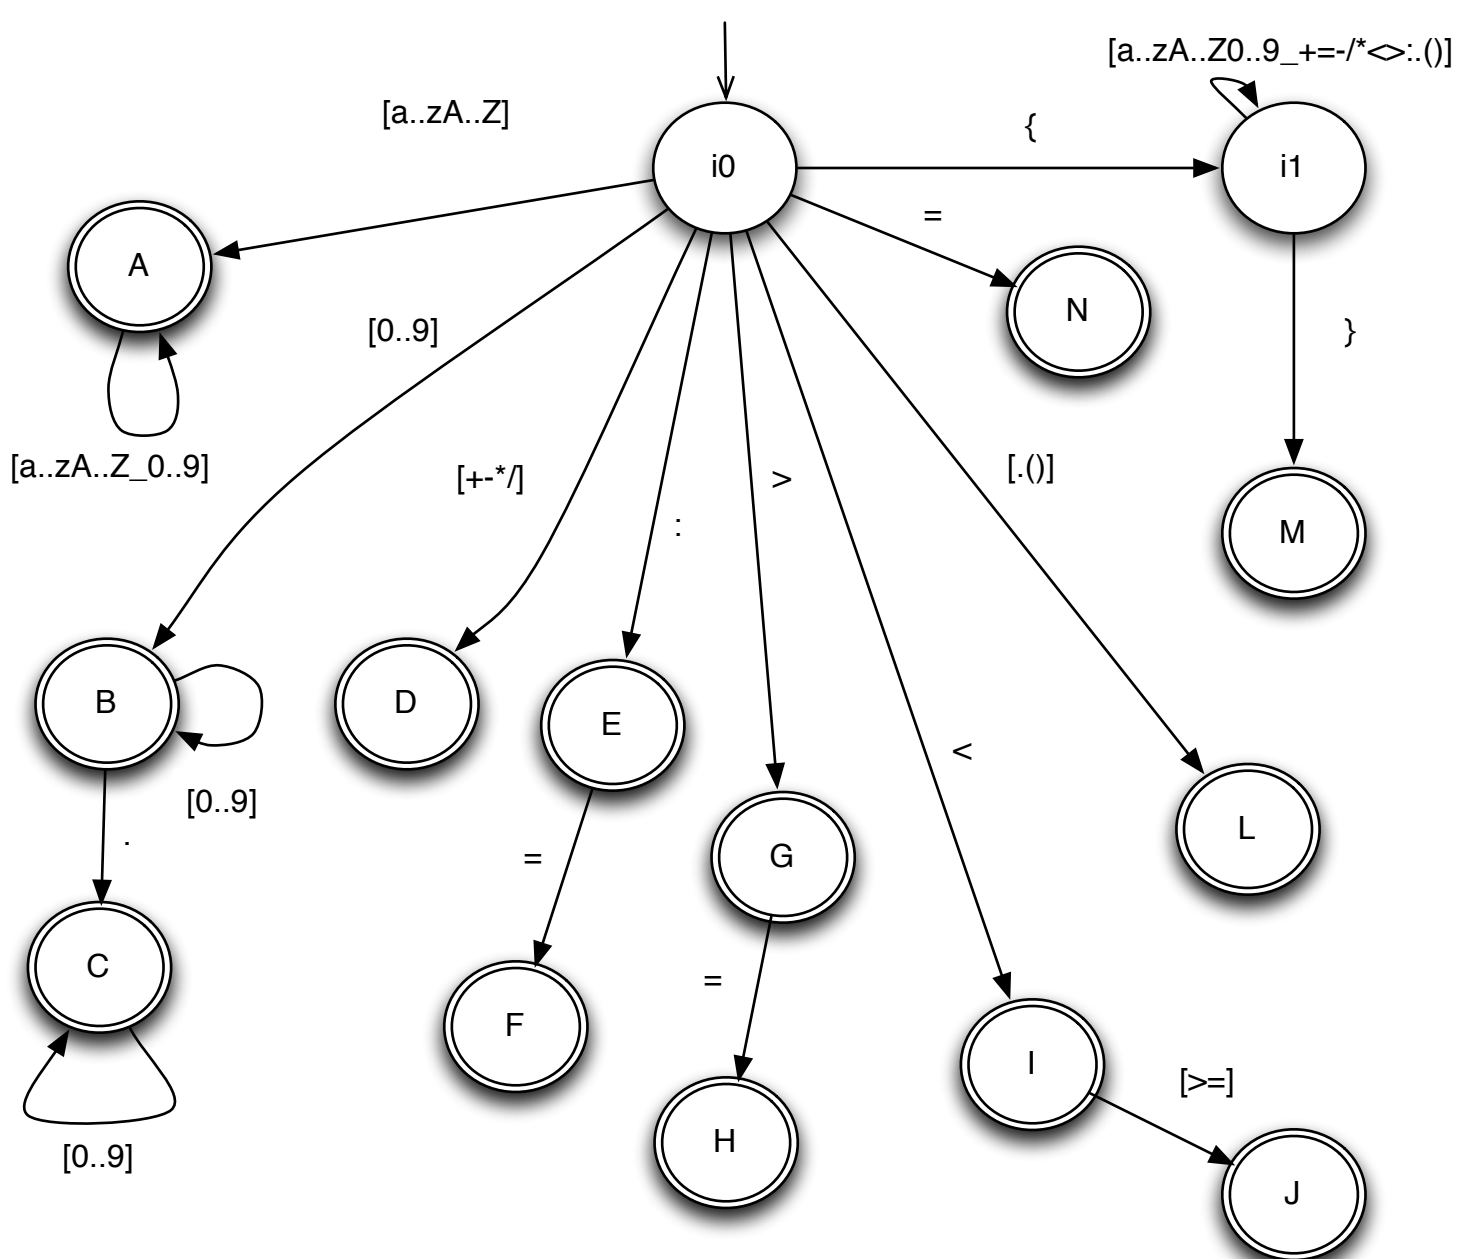 [a..zA..Z0..9_+=-/*<>:.()]
[a..zA..Z]
{
i0
i1
=
A
N
[0..9]
}
[a..zA..Z_0..9]
[+-*/]
>
[.()]
:
M
B
D
E
<
[0..9]
.
L
=
G
C
=
F
I
[>=]
[0..9]
H
J